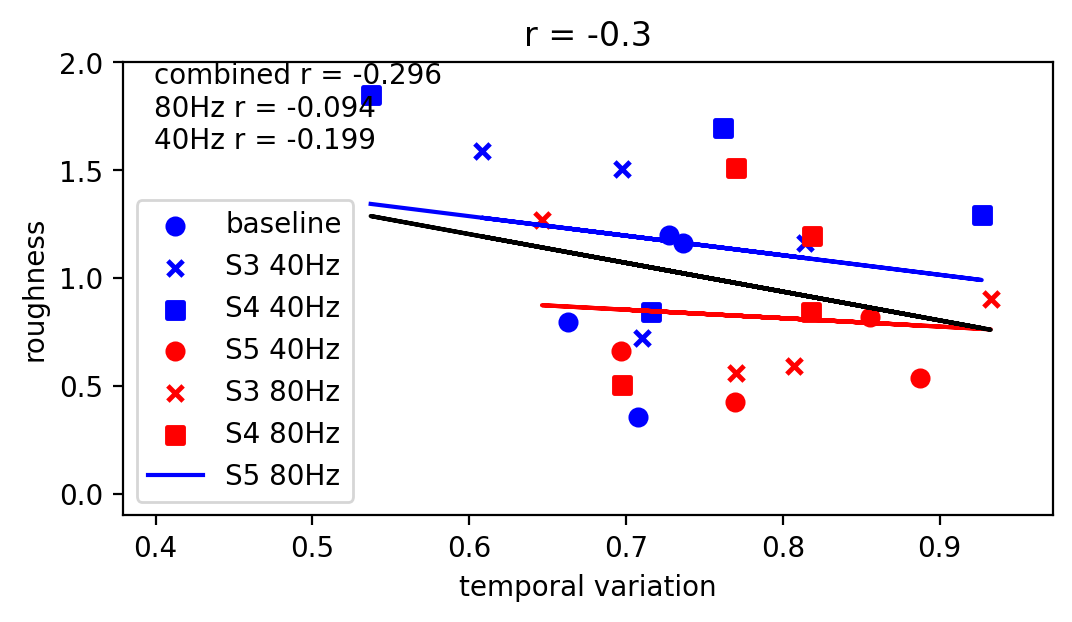 r = -0.3
combined r = -0.296
80Hz r = -0.094
40Hz r = -0.199
2.0
1.5
1.0
0.5
0.0
roughness
baseline
S3 40Hz
S4 40Hz
S5 40Hz
S3 80Hz
S4 80Hz
S5 80Hz
0.4 0.5 0.6 0.7 0.8 0.9
temporal variation